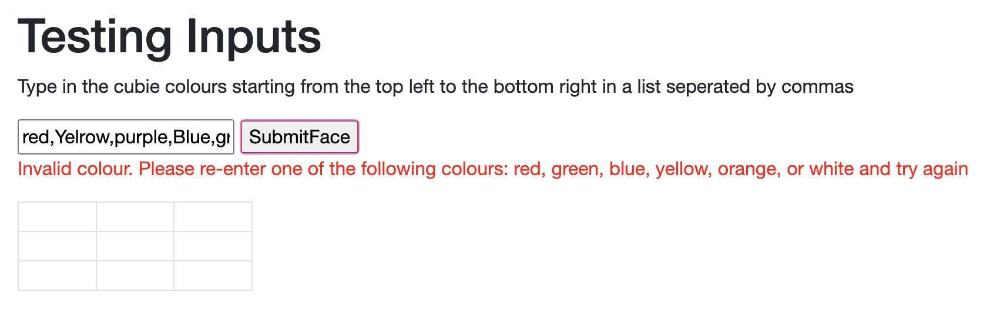 Testing Inputs
Type in the cubie colours starting from the top left to the bottom right in a list seperated by commas
red,Yelrow,purple,Blue,gr SubmitFace
Invalid colour. Please re-enter one of the following colours: red, green, blue, yellow, orange, or white and try again